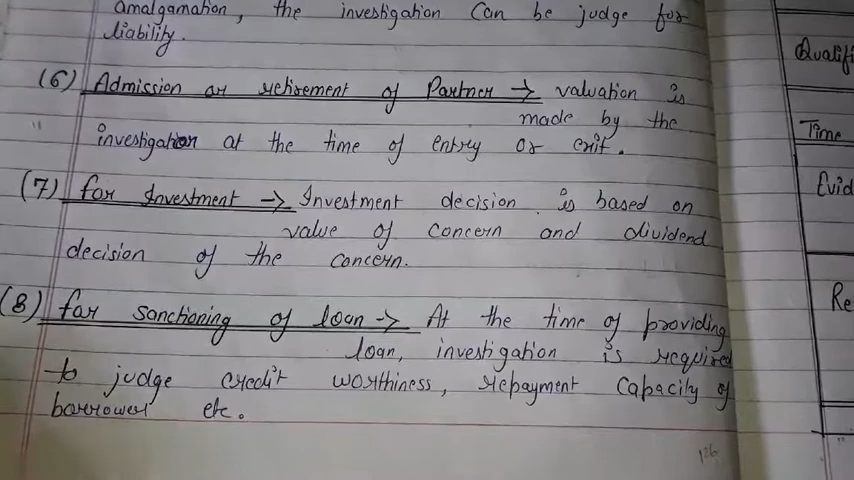 amalgamation, the investigation can be judge for
liability.
(6) Admission or retirement of Partner → valuation is
made by the
investigation at the time of entry or exit.
(7) for Investment → Investment decision is based on
value of concern and dividend
decision of the concern.
(8) for sanctioning of loan → At the time of providing
loan, investigation is required
to judge credit worthiness, repayment capacity of
borrower etc.
126
Qualifi
Time
Evid
Re